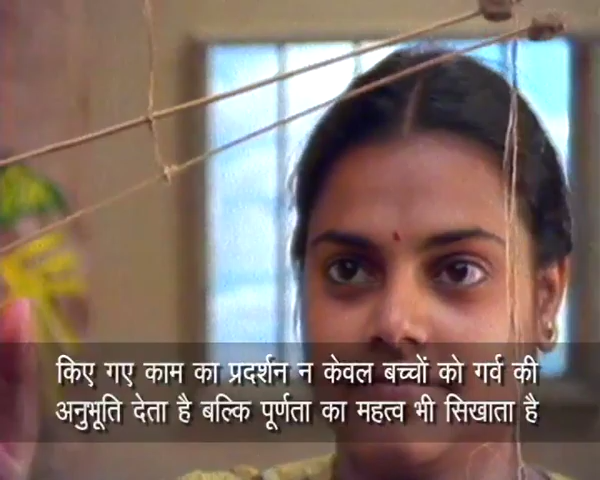 किए गए काम का प्रदर्शन न केवल बच्चों को गर्व की
अनुभूति देता है बल्कि पूर्णता का महत्व भी सिखाता है